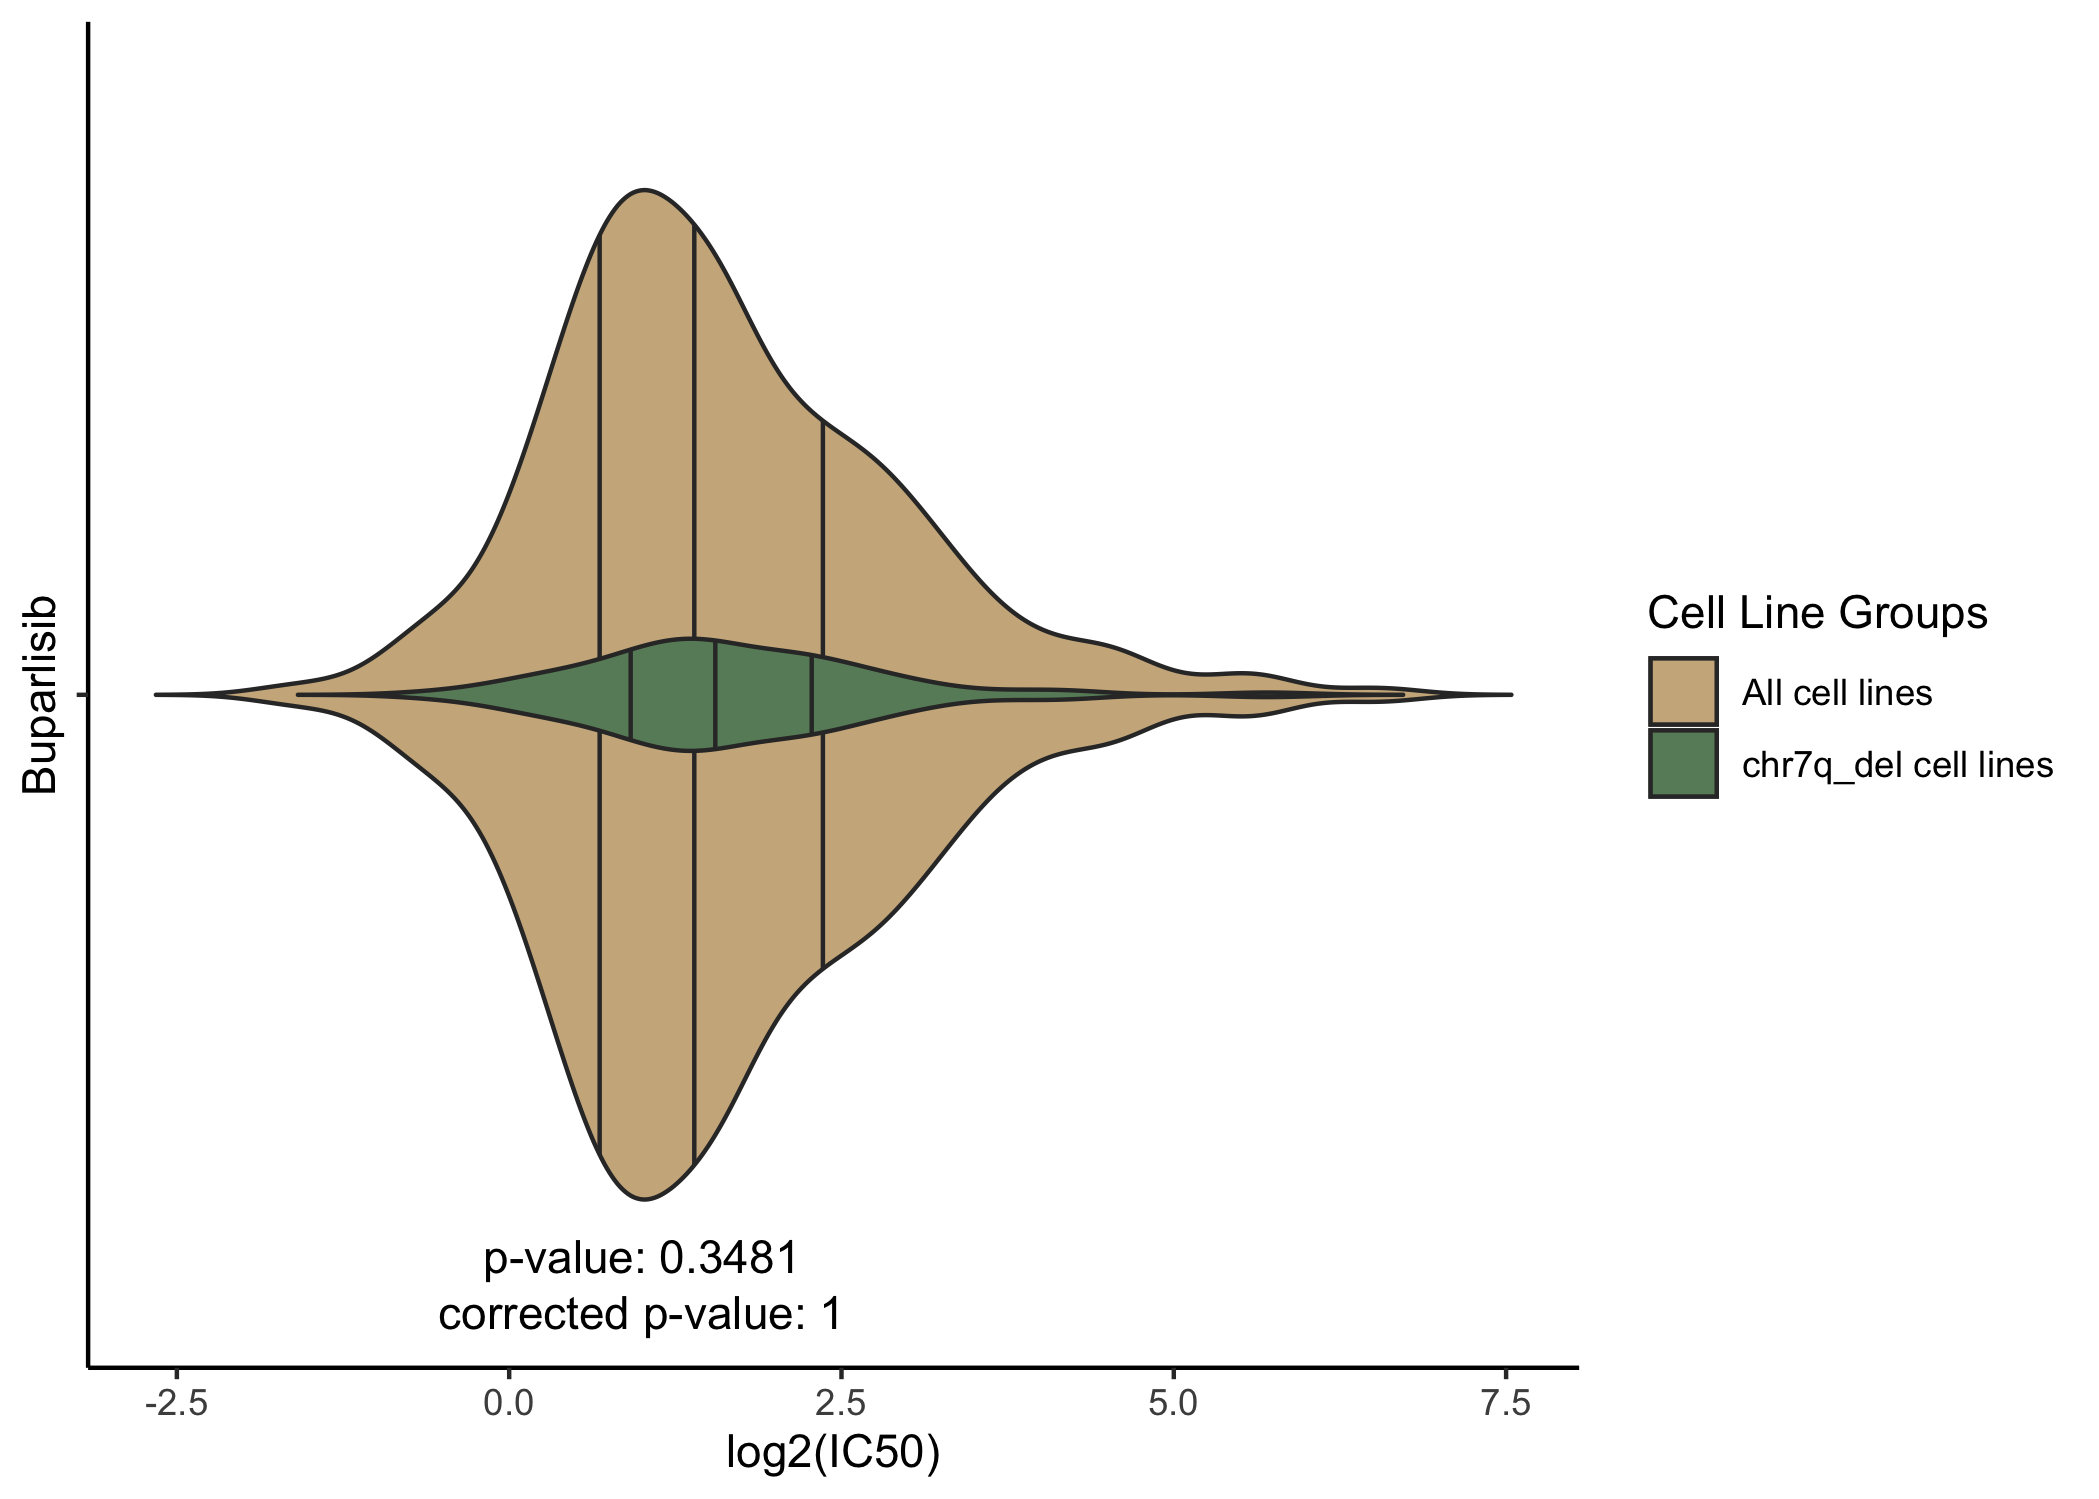 Buparlisib
p-value: 0.3481
corrected p-value: 1
-2.5 0.0 2.5 5.0 7.5
log2(IC50)
Cell Line Groups
All cell lines
chr7q_del cell lines